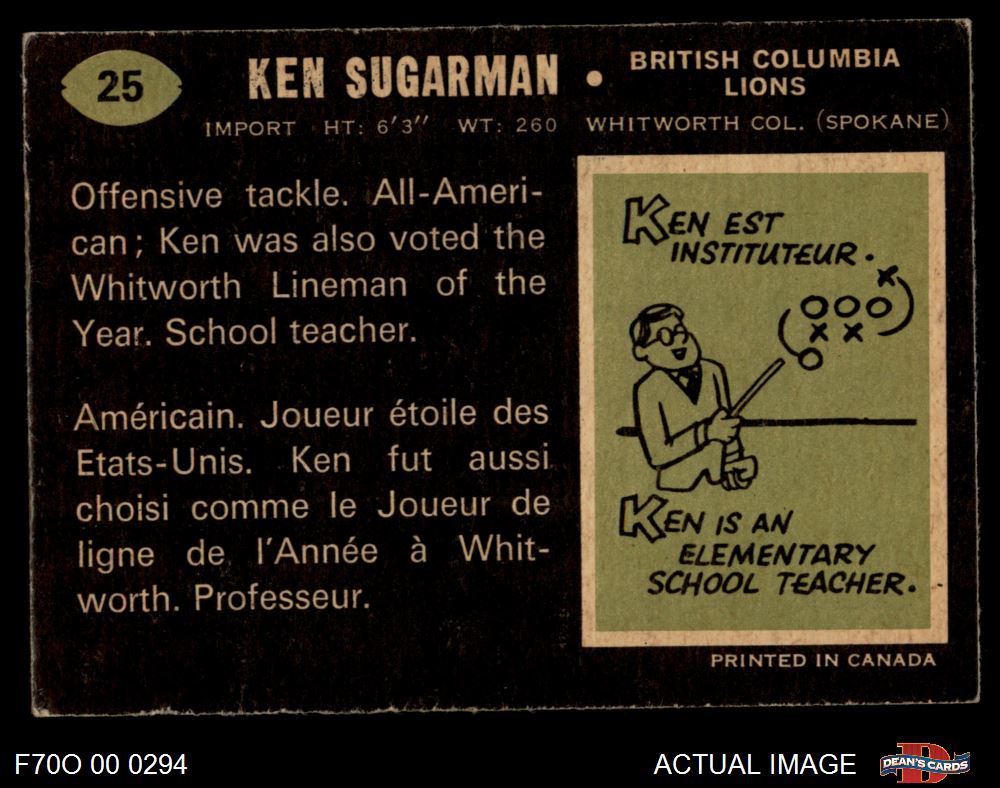 25
KEN SUGARMAN • BRITISH COLUMBIA
LIONS
IMPORT HT: 6'3" WT: 260 WHITWORTH COL. (SPOKANE)
Offensive tackle. All-Ameri-
can; Ken was also voted the
Whitworth Lineman of the
Year. School teacher.
Américain. Joueur étoile des
Etats-Unis. Ken fut aussi
choisi comme le Joueur de
ligne de l'Année à Whit-
worth. Professeur.
KEN EST
INSTITUTEUR.
X
O O O
X X
O
KEN IS AN
ELEMENTARY
SCHOOL TEACHER.
PRINTED IN CANADA
F70O 00 0294
ACTUAL IMAGE
D
DEAN'S CARDS